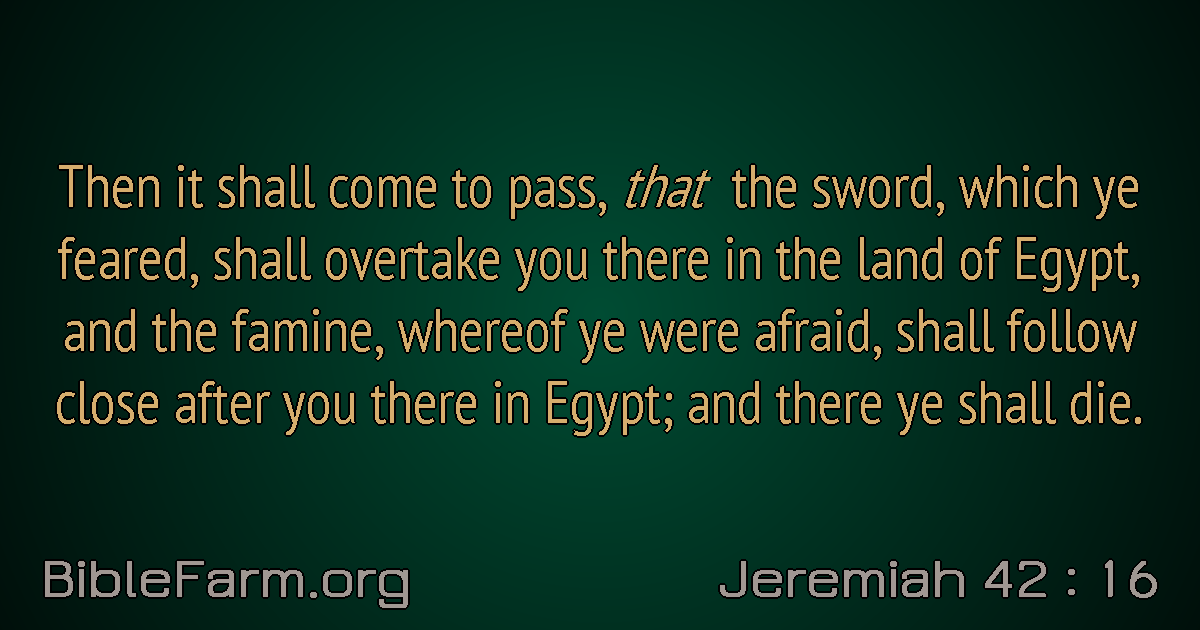 Then it shall come to pass, that the sword, which ye
feared, shall overtake you there in the land of Egypt,
and the famine, whereof ye were afraid, shall follow
close after you there in Egypt; and there ye shall die.
BibleFarm.org
Jeremiah 42 : 16